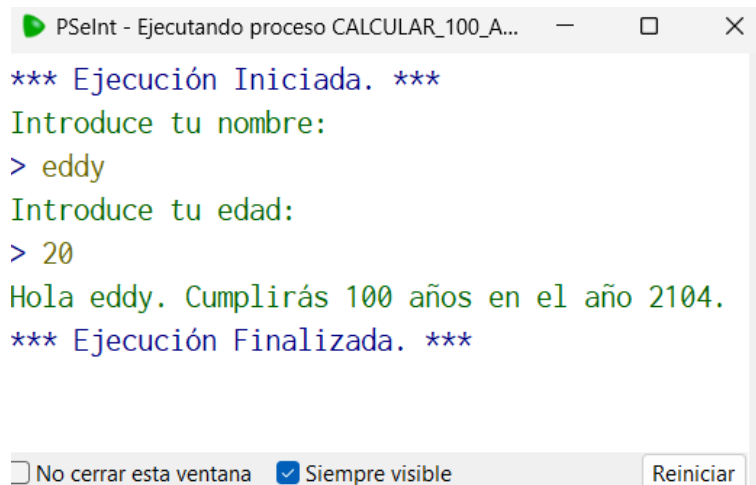 PSeInt - Ejecutando proceso CALCULAR_100_A...
*** Ejecución Iniciada. ***
Introduce tu nombre:
> eddy
Introduce tu edad:
> 20
Hola eddy. Cumplirás 100 años en el año 2104.
*** Ejecución Finalizada. ***
No cerrar esta ventana Siempre visible Reiniciar